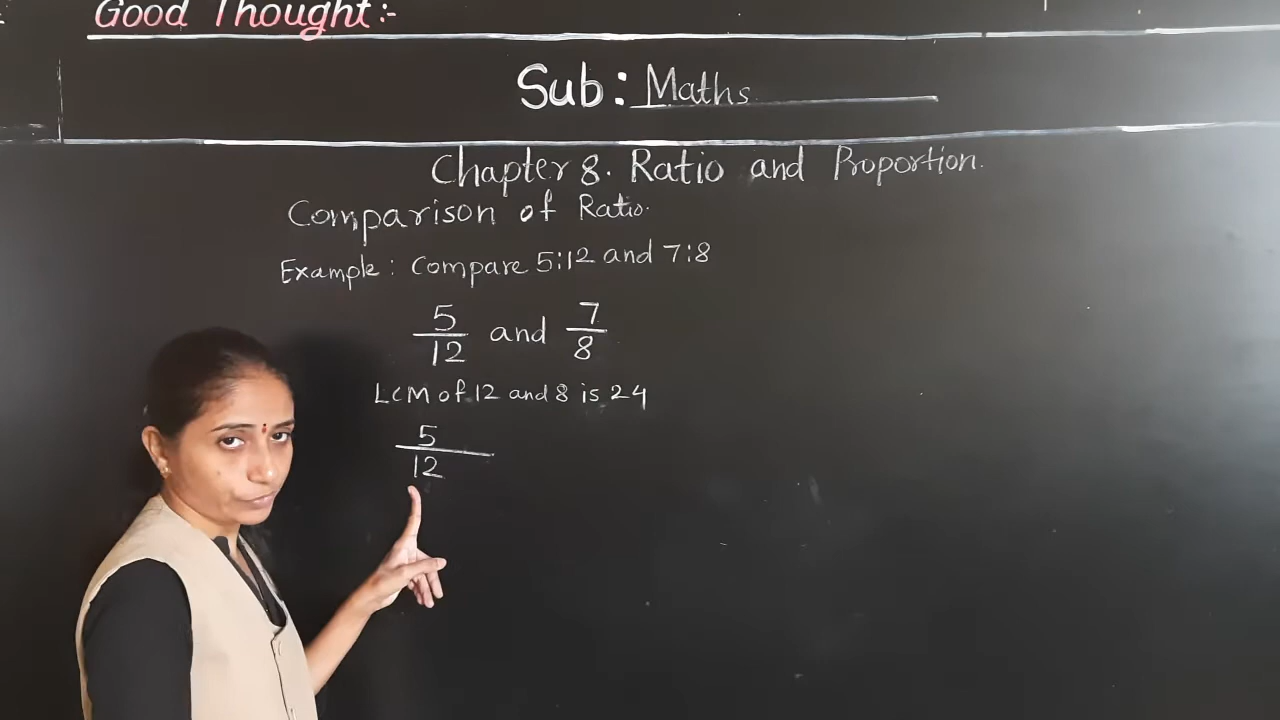 Good Thought:-
Sub: Maths
Chapter 8. Ratio and Proportion.
Comparison of Ratio.
Example: Compare 5:12 and 7:8
5/12 and 7/8
LCM of 12 and 8 is 24
5/12